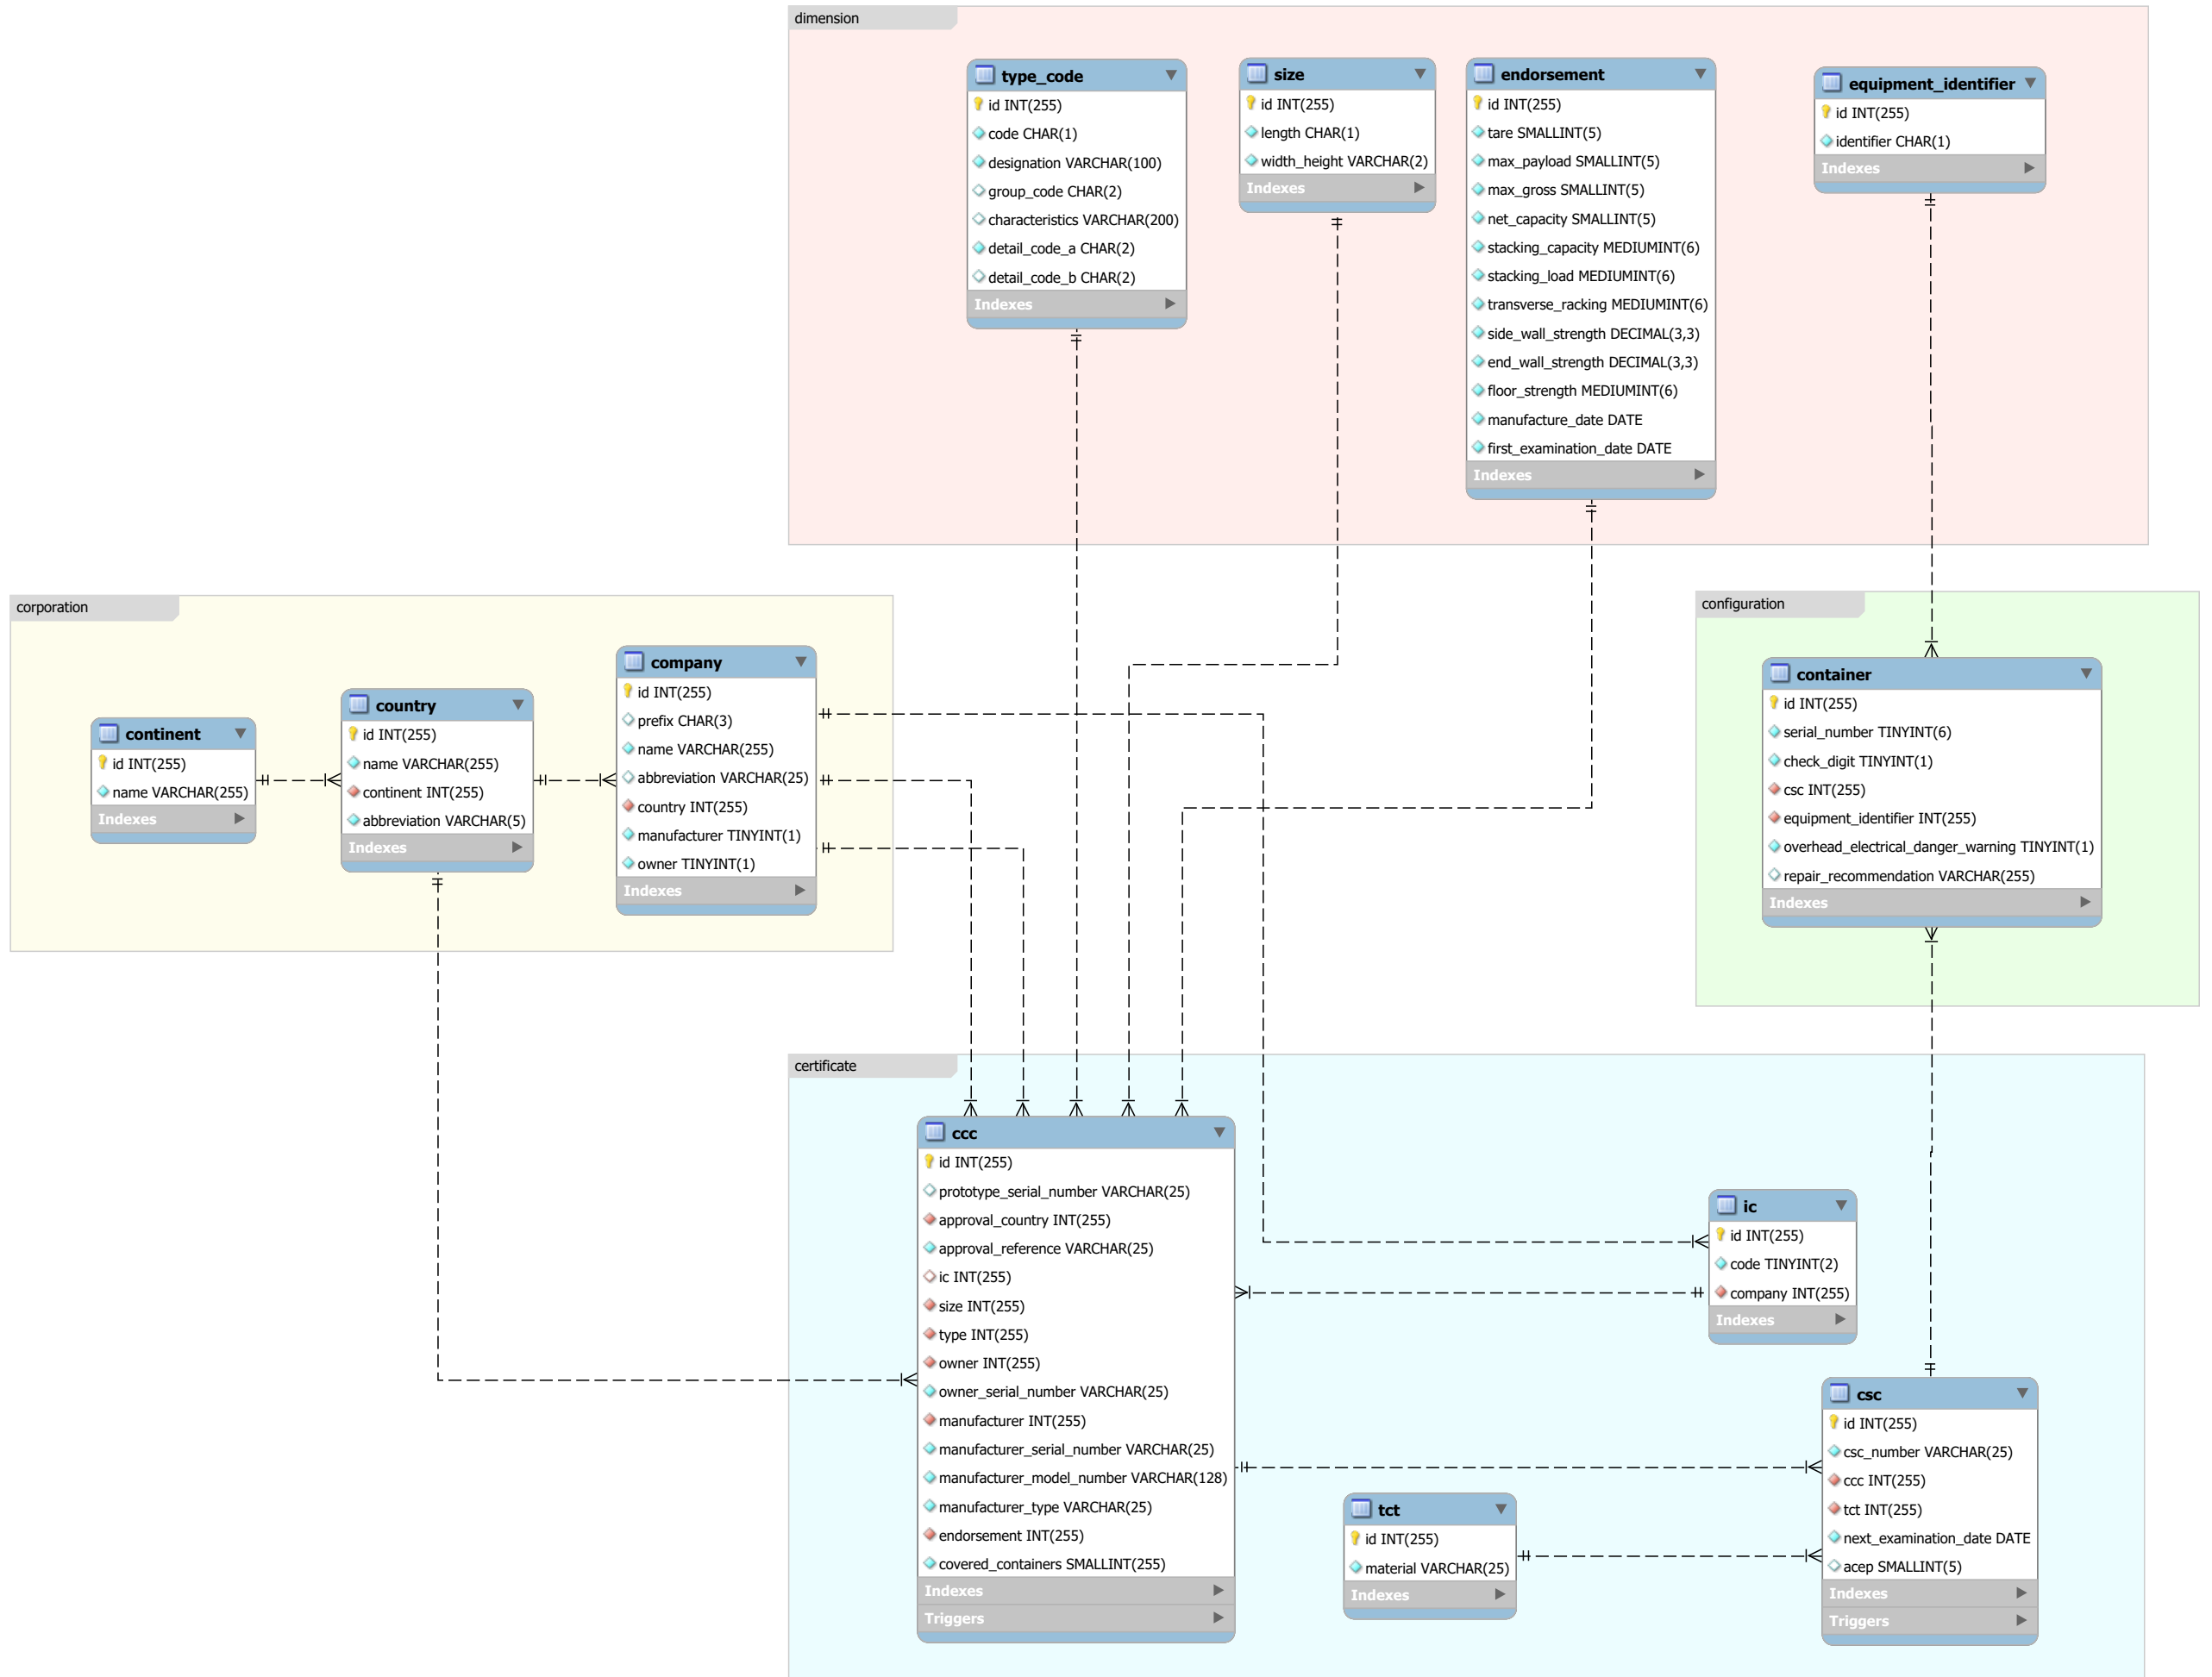 dimension
type_code
id INT(255)
code CHAR(1)
designation VARCHAR(100)
group_code CHAR(2)
characteristics VARCHAR(200)
detail_code_a CHAR(2)
detail_code_b CHAR(2)
Indexes
size
id INT(255)
length CHAR(1)
width_height VARCHAR(2)
Indexes
endorsement
id INT(255)
tare SMALLINT(5)
max_payload SMALLINT(5)
max_gross SMALLINT(5)
net_capacity SMALLINT(5)
stacking_capacity MEDIUMINT(6)
stacking_load MEDIUMINT(6)
transverse_racking MEDIUMINT(6)
side_wall_strength DECIMAL(3,3)
end_wall_strength DECIMAL(3,3)
floor_strength MEDIUMINT(6)
manufacture_date DATE
first_examination_date DATE
Indexes
equipment_identifier
id INT(255)
identifier CHAR(1)
Indexes
corporation
continent
id INT(255)
name VARCHAR(255)
Indexes
country
id INT(255)
name VARCHAR(255)
continent INT(255)
abbreviation VARCHAR(5)
Indexes
company
id INT(255)
prefix CHAR(3)
name VARCHAR(255)
abbreviation VARCHAR(25)
country INT(255)
manufacturer TINYINT(1)
owner TINYINT(1)
Indexes
configuration
container
id INT(255)
serial_number TINYINT(6)
check_digit TINYINT(1)
csc INT(255)
equipment_identifier INT(255)
overhead_electrical_danger_warning TINYINT(1)
repair_recommendation VARCHAR(255)
Indexes
certificate
ccc
id INT(255)
prototype_serial_number VARCHAR(25)
approval_country INT(255)
approval_reference VARCHAR(25)
ic INT(255)
size INT(255)
type INT(255)
owner INT(255)
owner_serial_number VARCHAR(25)
manufacturer INT(255)
manufacturer_serial_number VARCHAR(25)
manufacturer_model_number VARCHAR(128)
manufacturer_type VARCHAR(25)
endorsement INT(255)
covered_containers SMALLINT(255)
Indexes
Triggers
ic
id INT(255)
code TINYINT(2)
company INT(255)
Indexes
tct
id INT(255)
material VARCHAR(25)
Indexes
csc
id INT(255)
csc_number VARCHAR(25)
ccc INT(255)
tct INT(255)
next_examination_date DATE
acep SMALLINT(5)
Indexes
Triggers